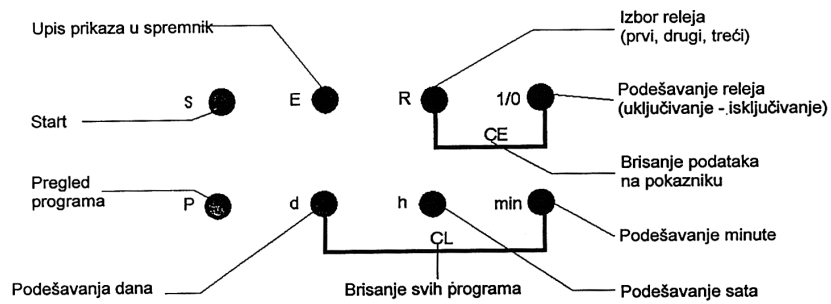 Upis prikaza u spremnik
Izbor releja
(prvi, drugi, treći)
S
E
R
1/0
Podešavanje releja
(uključivanje - isključivanje)
Start
CE
Brisanje podataka
na pokazniku
Pregled
programa
P
d
h
min
Podešavanje minute
CL
Podešavanja dana
Brisanje svih programa
Podešavanje sata